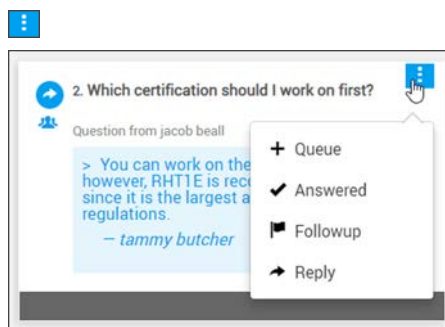 2. Which certification should I work on first?
Question from jacob beall
> You can work on the
however, RHT1E is
since it is the largest
regulations.
— tammy butcher
Queue
Answered
Followup
Reply